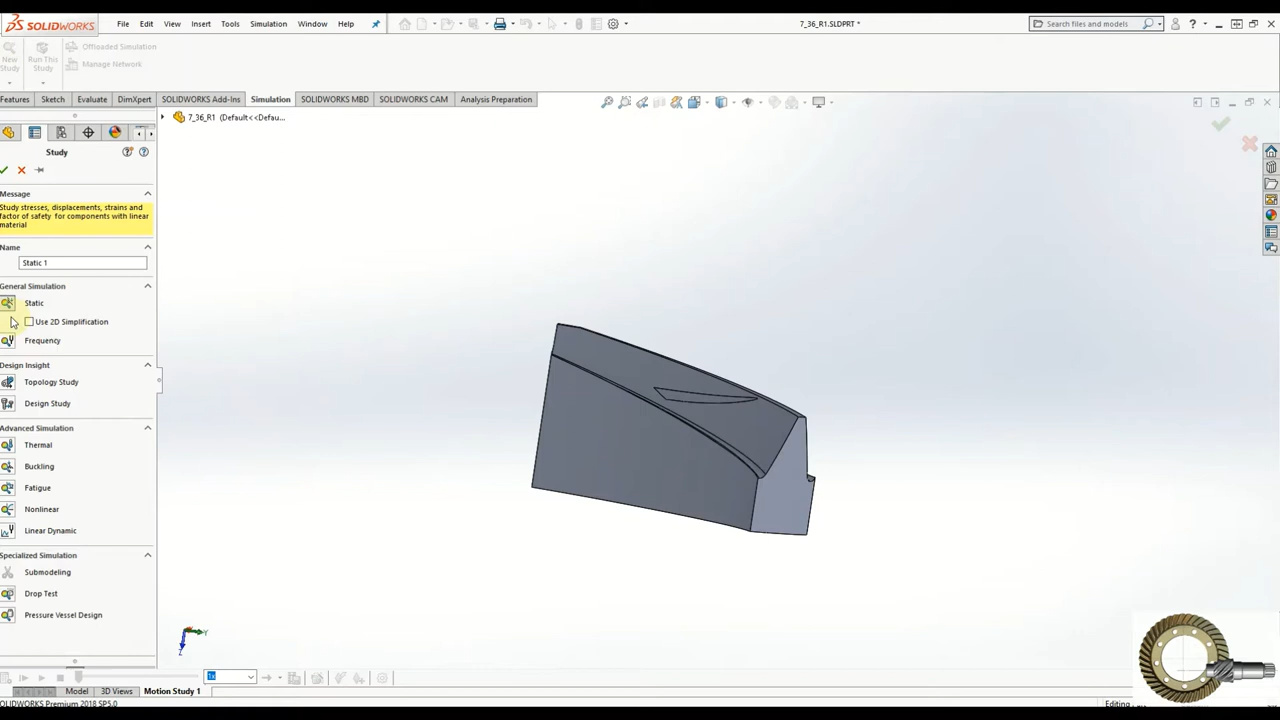 SOLIDWORKS
File Edit View Insert Tools Simulation Window Help
7_36_R1.SLDPRT *
Search files and models
New Study
Run This Study
Offloaded Simulation
Manage Network
Features Sketch Evaluate DimXpert SOLIDWORKS Add-Ins Simulation SOLIDWORKS MBD SOLIDWORKS CAM Analysis Preparation
7_36_R1 (Default<<Defau...
Study
Message
Study stresses, displacements, strains and
factor of safety for components with linear
material
Name
Static 1
General Simulation
Static
Use 2D Simplification
Frequency
Design Insight
Topology Study
Design Study
Advanced Simulation
Thermal
Buckling
Fatigue
Nonlinear
Linear Dynamic
Specialized Simulation
Submodeling
Drop Test
Pressure Vessel Design
Y
Z
1x
Model 3D Views Motion Study 1
SOLIDWORKS Premium 2018 SP5.0
Editing